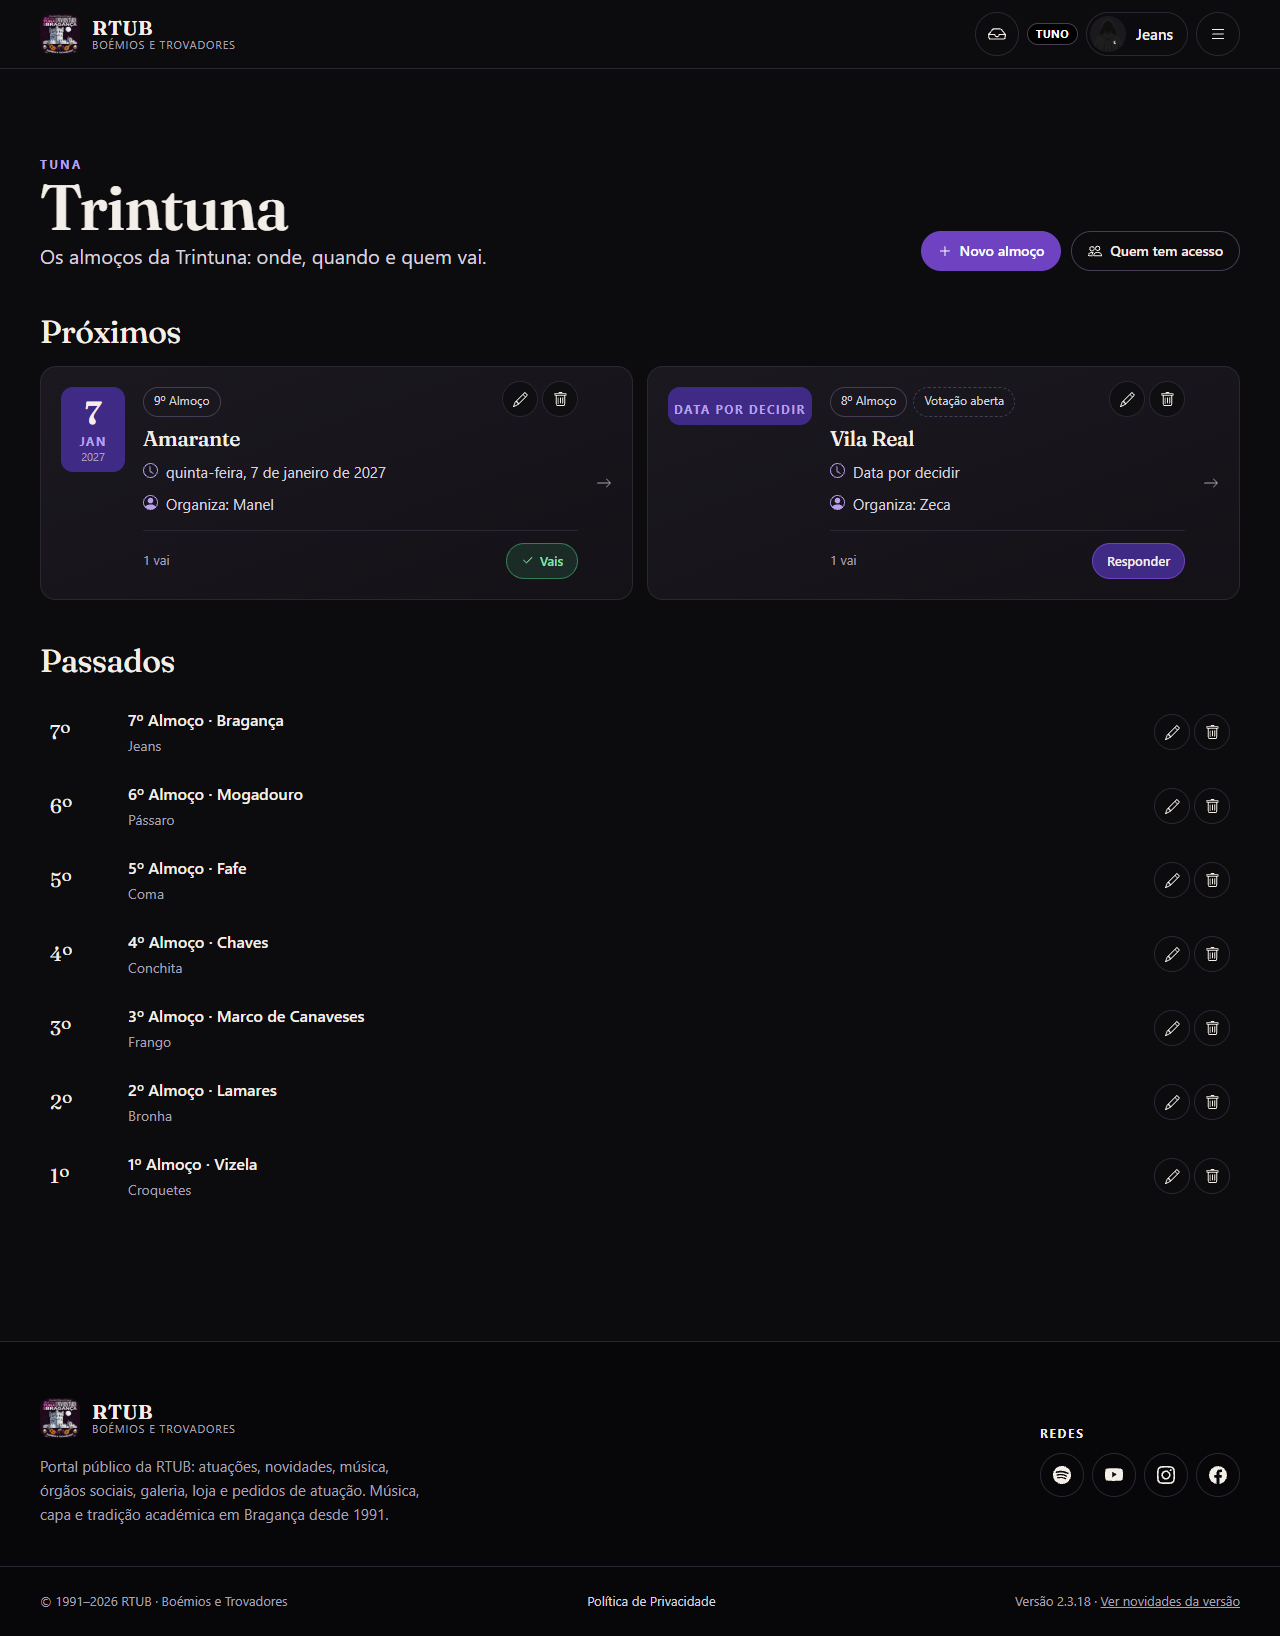 RTUB
BOÉMIOS E TROVADORES
TUNO
Jeans
TUNA
Trintuna
Os almoços da Trintuna: onde, quando e quem vai.
Novo almoço
Quem tem acesso
Próximos
7
JAN
2027
9º Almoço
Amarante
quinta-feira, 7 de janeiro de 2027
Organiza: Manel
1 vai
Vais
DATA POR DECIDIR
8º Almoço
Votação aberta
Vila Real
Data por decidir
Organiza: Zeca
1 vai
Responder
Passados
7º
7º Almoço · Bragança
Jeans
6º
6º Almoço · Mogadouro
Pássaro
5º
5º Almoço · Fafe
Coma
4º
4º Almoço · Chaves
Conchita
3º
3º Almoço · Marco de Canaveses
Frango
2º
2º Almoço · Lamares
Bronha
1º
1º Almoço · Vizela
Croquetes
RTUB
BOÉMIOS E TROVADORES
Portal público da RTUB: atuações, novidades, música,
órgãos sociais, galeria, loja e pedidos de atuação. Música,
capa e tradição académica em Bragança desde 1991.
REDES
© 1991–2026 RTUB · Boémios e Trovadores
Política de Privacidade
Versão 2.3.18 · Ver novidades da versão